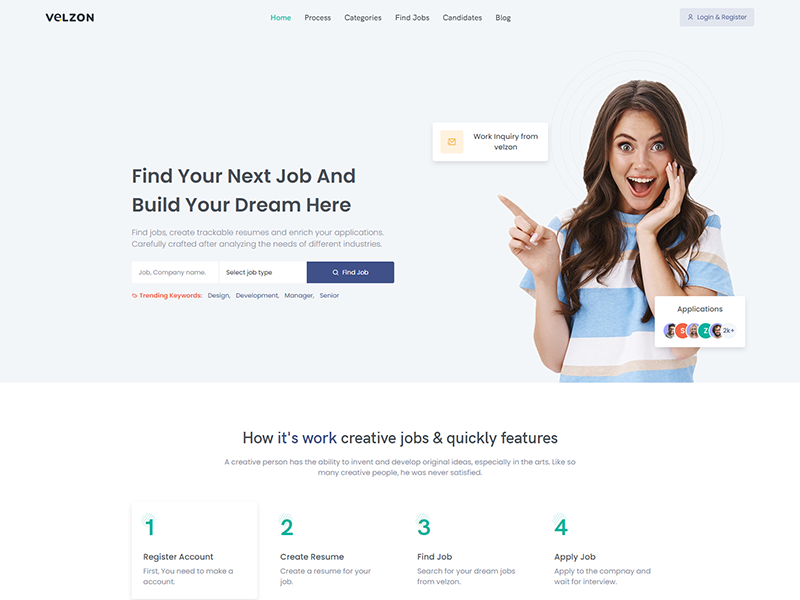 VELZON
Home Process Categories Find Jobs Candidates Blog
Login & Register
Work Inquiry from
velzon
Find Your Next Job And
Build Your Dream Here
Find jobs, create trackable resumes and enrich your applications.
Carefully crafted after analyzing the needs of different industries.
Job, Company name. Select job type Find Job
Trending Keywords: Design, Development, Manager, Senior
Applications
S Z 2k+
How it's work creative jobs & quickly features
A creative person has the ability to invent and develop original ideas, especially in the arts. Like so
many creative people, he was never satisfied.
1
Register Account
First, You need to make a
account.
2
Create Resume
Create a resume for your
job.
3
Find Job
Search for your dream jobs
from velzon.
4
Apply Job
Apply to the compnay and
wait for interview.